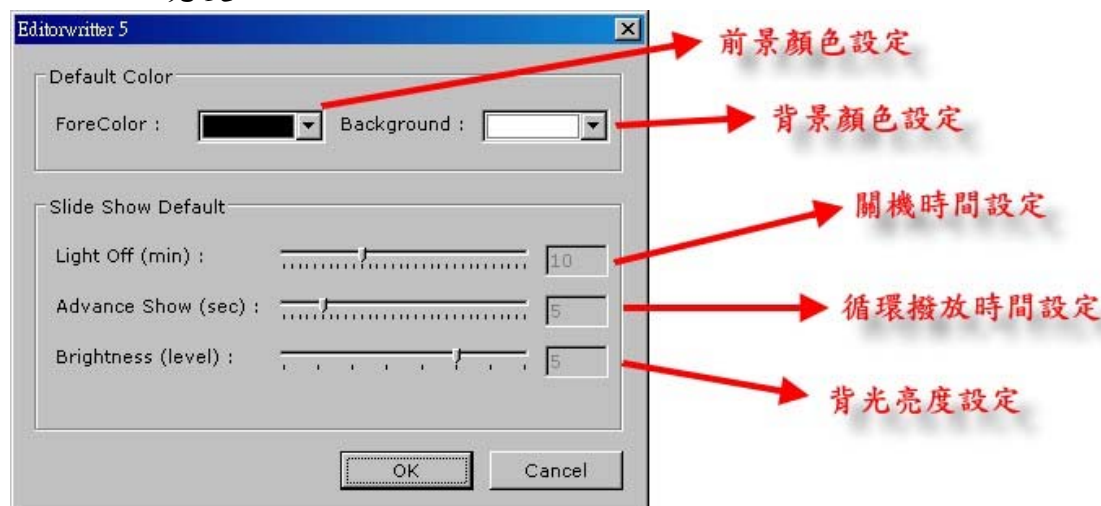 Editorwritter 5
前景顏色設定
Default Color
ForeColor :
Background :
背景顏色設定
Slide Show Default
關機時間設定
Light Off (min) :
10
Advance Show (sec) :
5
循環撥放時間設定
Brightness (level) :
5
背光亮度設定
OK
Cancel